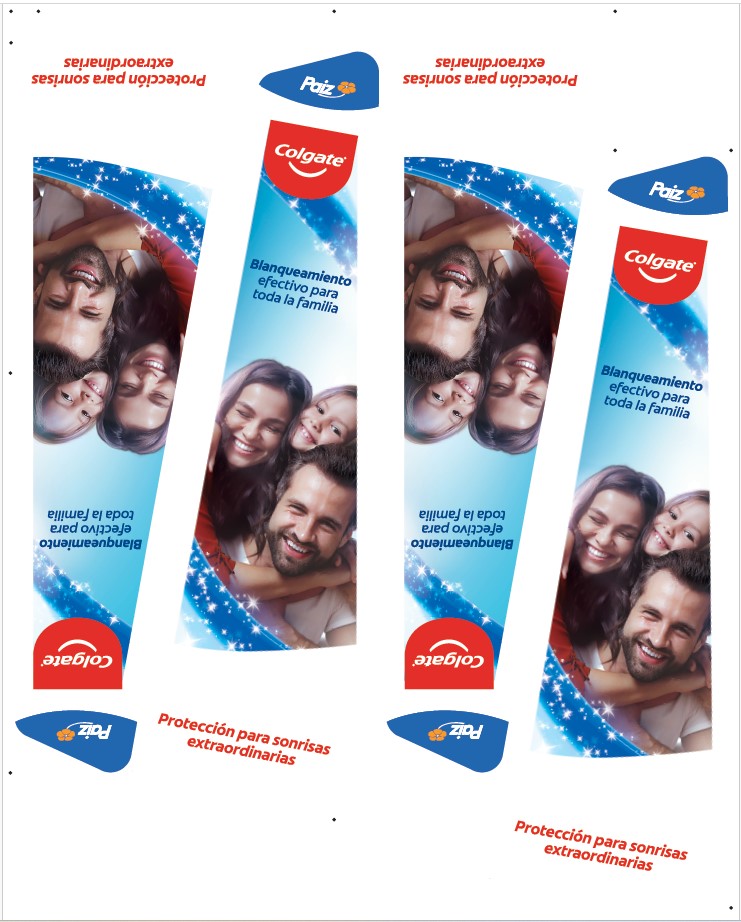 Protección para sonrisas
extraordinarias
Paiz
Colgate®
Blanqueamiento
efectivo para
toda la familia
Protección para sonrisas
extraordinarias
Paiz
Colgate®
Blanqueamiento
efectivo para
toda la familia
Blanqueamiento
efectivo para
toda la familia
Colgate®
Paiz
Protección para sonrisas
extraordinarias
Blanqueamiento
efectivo para
toda la familia
Colgate®
Paiz
Protección para sonrisas
extraordinarias